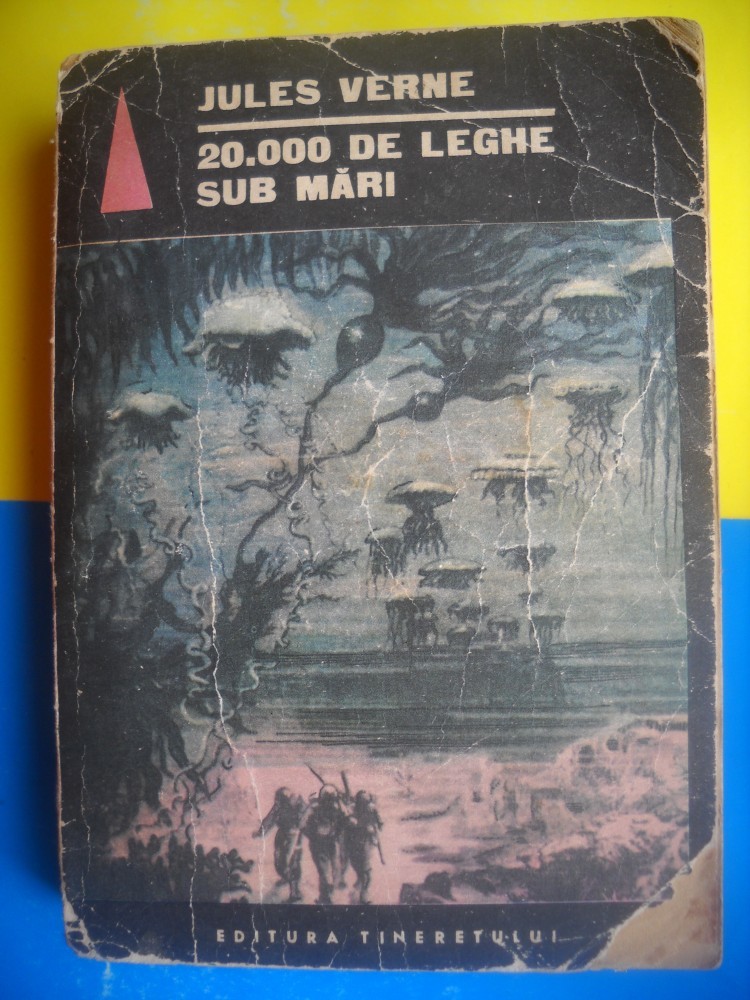 JULES VERNE
20.000 DE LEGHE
SUB MĂRI
EDITURA TINERETULUI